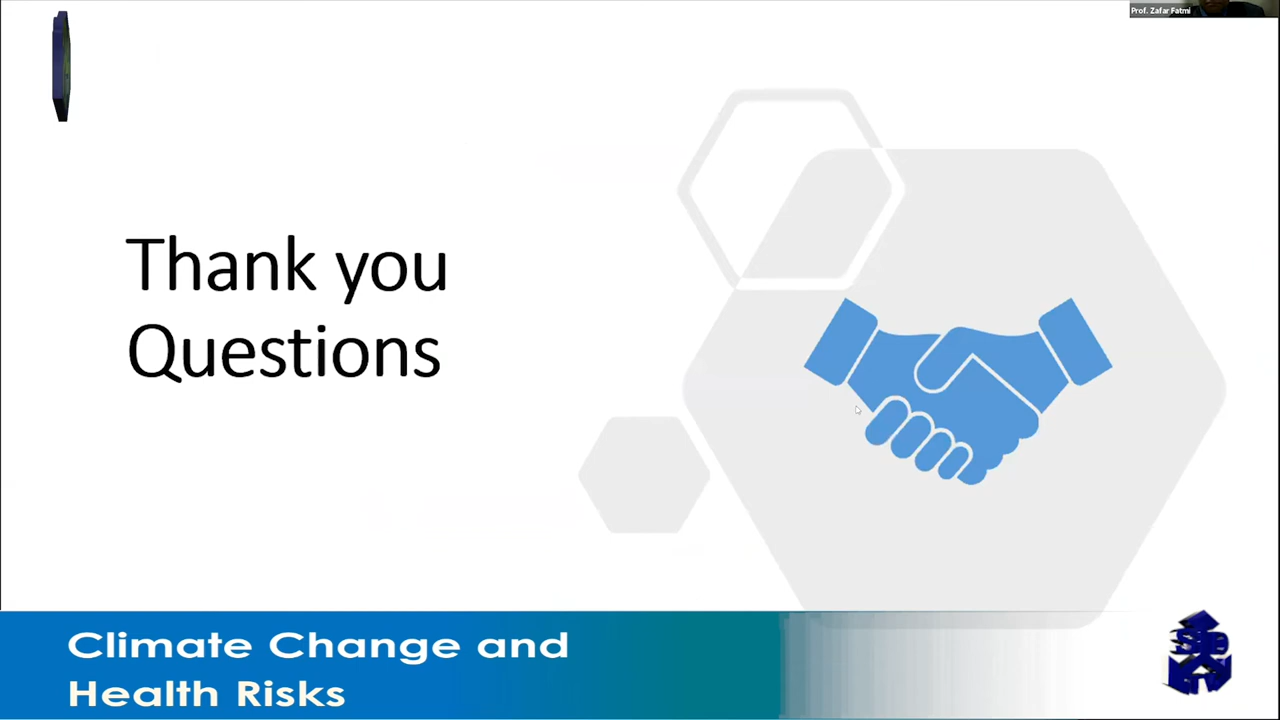 Prof. Zafar Fatmi
Thank you
Questions
Climate Change and
Health Risks